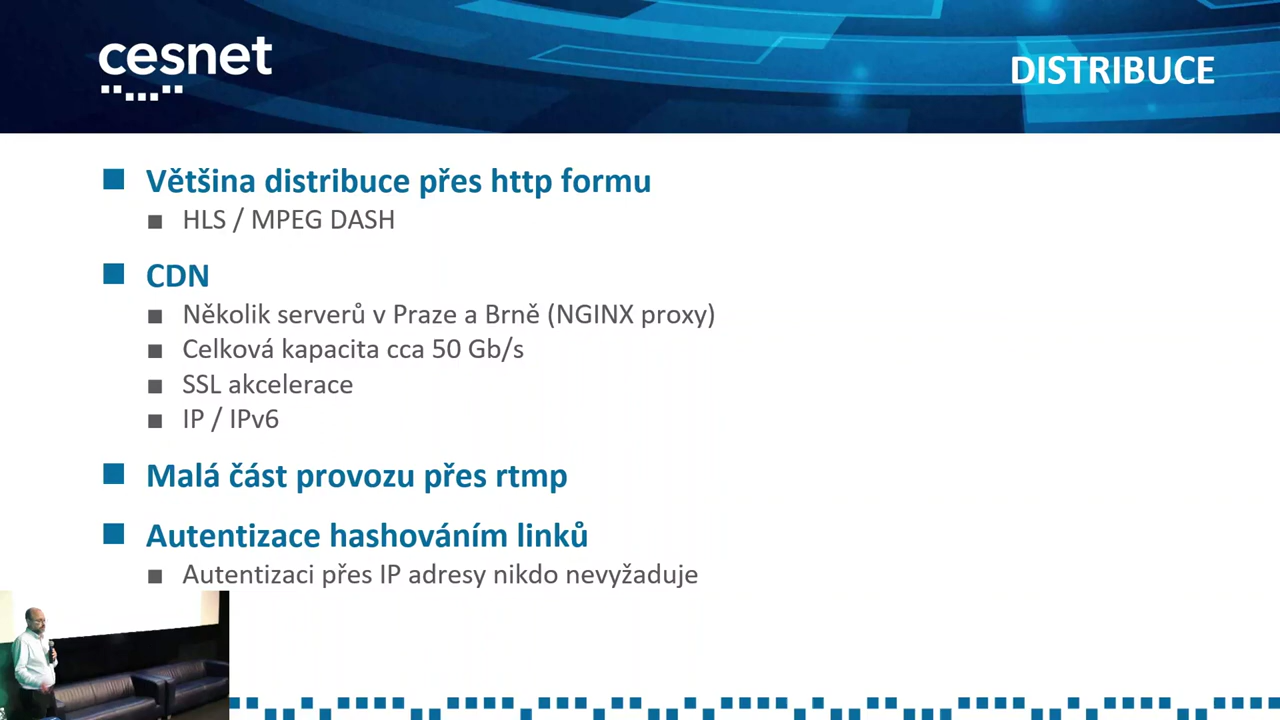 cesnet
DISTRIBUCE
Většina distribuce přes http formu
HLS / MPEG DASH
CDN
Několik serverů v Praze a Brně (NGINX proxy)
Celková kapacita cca 50 Gb/s
SSL akcelerace
IP / IPv6
Malá část provozu přes rtmp
Autentizace hashováním linků
Autentizaci přes IP adresy nikdo nevyžaduje